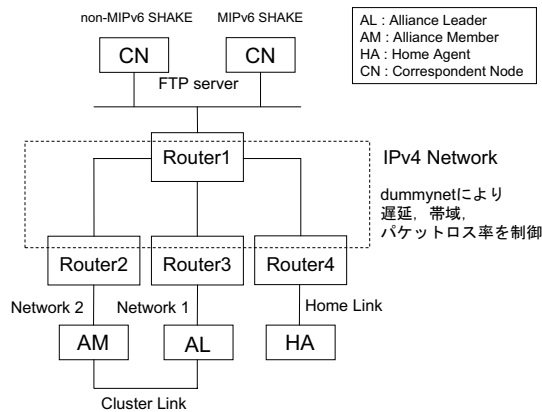 non-MIPv6 SHAKE
MIPv6 SHAKE
CN
CN
FTP server
AL : Alliance Leader
AM : Alliance Member
HA : Home Agent
CN : Correspondent Node
Router1
IPv4 Network
dummynetにより
遅延，帯域，
パケットロス率を制御
Router2
Router3
Router4
Network 2
Network 1
Home Link
AM
AL
HA
Cluster Link